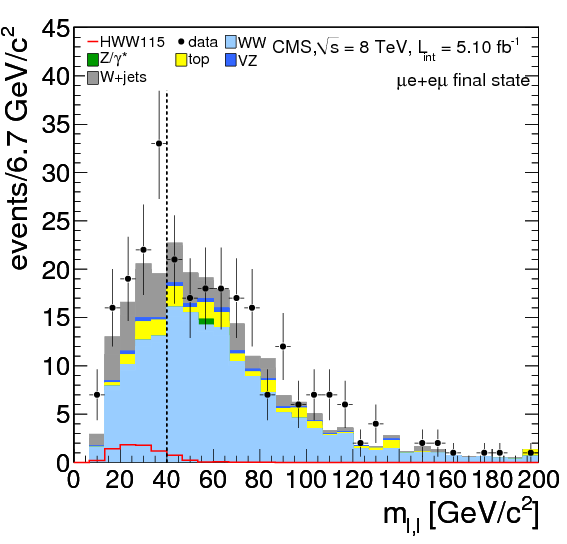 45
HWW115 data WW CMS,√s = 8 TeV, L_int = 5.10 fb⁻¹
Z/γ* top VZ
W+jets μe+eμ final state
40
35
30
25
20
15
10
5
0
events/6.7 GeV/c²
0 20 40 60 80 100 120 140 160 180 200
m_l,l [GeV/c²]